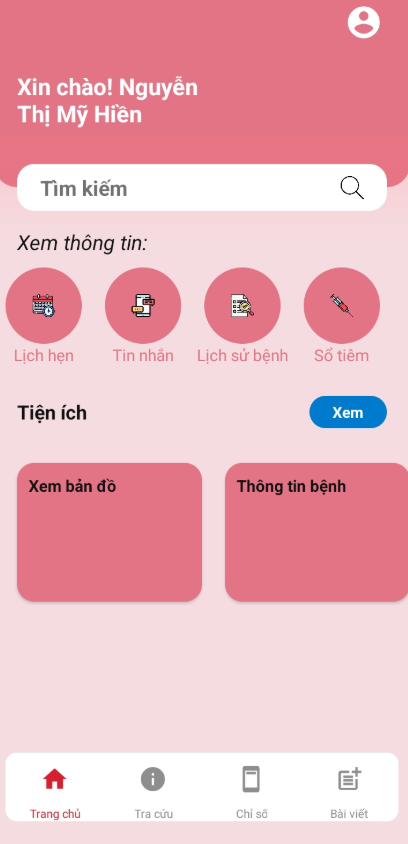 Xin chào! Nguyễn
Thị Mỹ Hiền
Tìm kiếm
Xem thông tin:
Lịch hẹn
Tin nhắn
Lịch sử bệnh
Sổ tiêm
Tiện ích
Xem
Xem bản đồ
Thông tin bệnh
Trang chủ
Tra cứu
Chỉ số
Bài viết